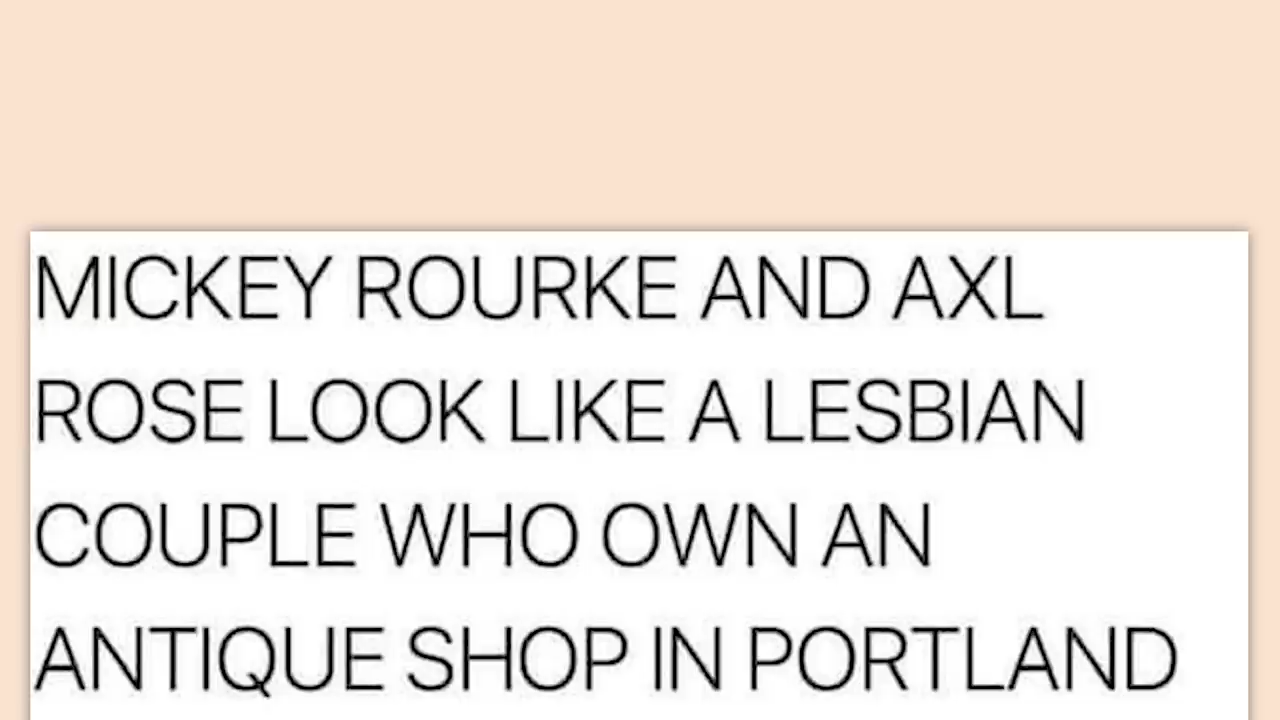 MICKEY ROURKE AND AXL
ROSE LOOK LIKE A LESBIAN
COUPLE WHO OWN AN
ANTIQUE SHOP IN PORTLAND